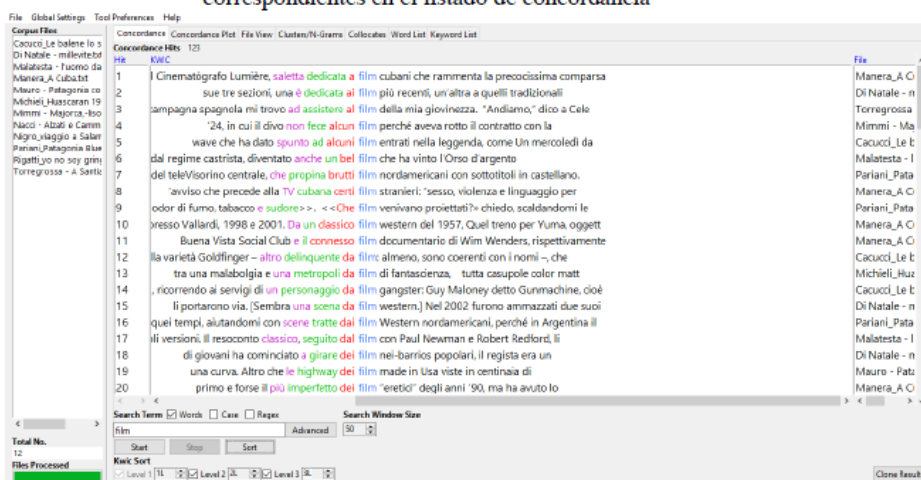 correspondientes en el listado de concordancia
File Global Settings Tool Preferences Help
Corpus Files
Cacucci_Le balene lo s
Di Natale - millevite.txt
Malatesta - l'uomo da
Manera_A Cuba.txt
Mauro - Patagonia co
Michieli_Huascaran 19
Mimmi - Majorca,-liso
Nacci - Alzati e Camm
Nigro_viaggio a Salam
Pariani_Patagonia Blue
Rigatti_yo no soy gring
Torregrossa - A Santia
Total No.
12
Files Processed
Concordance Concordance Plot File View Clusters/N-Grams Collocates Word List Keyword List
Concordance Hits 123
Hit KWIC File
1 l Cinematógrafo Lumière, saletta dedicata a film cubani che rammenta la precocissima comparsa Manera_A C
2 sue tre sezioni, una è dedicata ai film più recenti, un'altra a quelli tradizionali Di Natale - m
3 :ampagna spagnola mi trovo ad assistere al film della mia giovinezza. "Andiamo," dico a Cele Torregrossa
4 '24, in cui il divo non fece alcun film perché aveva rotto il contratto con la Mimmi - Ma
5 wave che ha dato spunto ad alcuni film entrati nella leggenda, come Un mercoledì da Cacucci_Le b
6 dal regime castrista, diventato anche un bel film che ha vinto l'Orso d'argento Malatesta - l
7 del teleVisorino centrale, che propina brutti film nordamericani con sottotitoli in castellano. Pariani_Pata
8 'avviso che precede alla TV cubana certi film stranieri: "sesso, violenza e linguaggio per Manera_A C
9 odor di fumo, tabacco e sudore>>. <<Che film venivano proiettati?» chiedo, scaldandomi le Pariani_Pata
10 presso Vallardi, 1998 e 2001. Da un classico film western del 1957, Quel treno per Yuma, oggett Manera_A C
11 Buena Vista Social Club e il connesso film documentario di Wim Wenders, rispettivamente Manera_A C
12 lla varietà Goldfinger – altro delinquente da film: almeno, sono coerenti con i nomi –, che Cacucci_Le b
13 tra una malabolgia e una metropoli da film di fantascienza, tutta casupole color matt Michieli_Hua
14 , ricorrendo ai servigi di un personaggio da film gangster: Guy Maloney detto Gunmachine, cioè Cacucci_Le b
15 li portarono via. [Sembra una scena da film western.] Nel 2002 furono ammazzati due suoi Di Natale - m
16 quei tempi, aiutandomi con scene tratte dai film Western nordamericani, perché in Argentina il Pariani_Pata
17 li versioni. Il resoconto classico, seguito dal film con Paul Newman e Robert Redford, li Malatesta - l
18 di giovani ha cominciato a girare dei film nei-barrios popolari, il regista era un Di Natale - m
19 una curva. Altro che le highway dei film made in Usa viste in centinaia di Mauro - Pata
20 primo e forse il più imperfetto dei film "eretici" degli anni '90, ma ha avuto lo Manera_A C
Search Term Words Case Regex Search Window Size
film Advanced 50
Start Stop Sort
Kwic Sort
Level 1 1L Level 2 2L Level 3 3L Clone Result